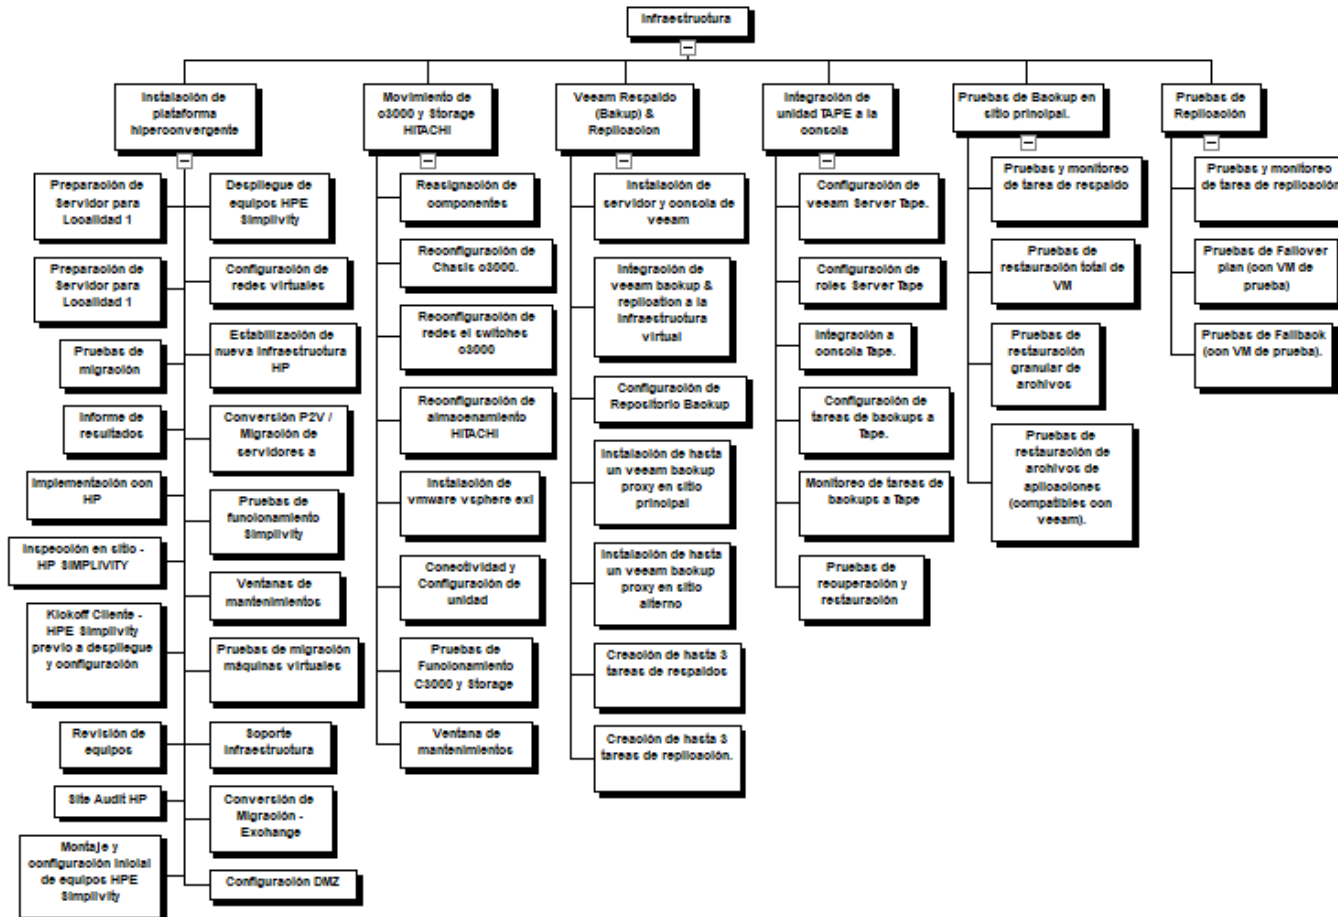 Infraestructura
Instalación de
plataforma
hiperconvergente
Preparación de
Servidor para
Localidad 1
Despliegue de
equipos HPE
Simplivity
Preparación de
Servidor para
Localidad 1
Configuración de
redes virtuales
Pruebas de
migración
Estabilización de
nueva infraestructura
HP
Informe de
resultados
Conversión P2V /
Migración de
servidores a
Implementación con
HP
Pruebas de
funcionamiento
Simplivity
Inspección en sitio -
HP SIMPLIVITY
Ventanas de
mantenimientos
Kickoff Cliente -
HPE Simplivity
previo a despliegue
y configuración
Pruebas de migración
máquinas virtuales
Revisión de
equipos
Soporte
Infraestructura
Site Audit HP
Conversión de
Migración -
Exchange
Montaje y
configuración inicial
de equipos HPE
Simplivity
Configuración DMZ
Movimiento de
c3000 y Storage
HITACHI
Reasignación de
componentes
Reconfiguración de
Chasis c3000.
Reconfiguración de
redes el switches
c3000
Reconfiguración de
almacenamiento
HITACHI
Instalación de
vmware vsphere exi
Conectividad y
Configuración de
unidad
Pruebas de
Funcionamiento
C3000 y Storage
Ventana de
mantenimientos
Veeam Respaldo
(Bakup) &
Replicacion
Instalación de
servidor y consola de
veeam
Integración de
veeam backup &
replication a la
infraestructura
virtual
Configuración de
Repositorio Backup
Instalación de hasta
un veeam backup
proxy en sitio
principal
Instalación de hasta
un veeam backup
proxy en sitio
alterno
Creación de hasta 3
tareas de respaldos
Creación de hasta 3
tareas de replicación.
Integración de
unidad TAPE a la
consola
Configuración de
veeam Server Tape.
Configuración de
roles Server Tape
Integración a
consola Tape.
Configuración de
tareas de backups a
Tape.
Monitoreo de tareas de
backups a Tape
Pruebas de
recuperación y
restauración
Pruebas de Backup en
sitio principal.
Pruebas y monitoreo
de tarea de respaldo
Pruebas de
restauración total de
VM
Pruebas de
restauración
granular de
archivos
Pruebas de
restauración de
archivos de
aplicaciones
(compatibles con
veeam).
Pruebas de
Replicación
Pruebas y monitoreo
de tarea de replicación
Pruebas de Failover
plan (con VM de
prueba)
Pruebas de Failback
(con VM de prueba).